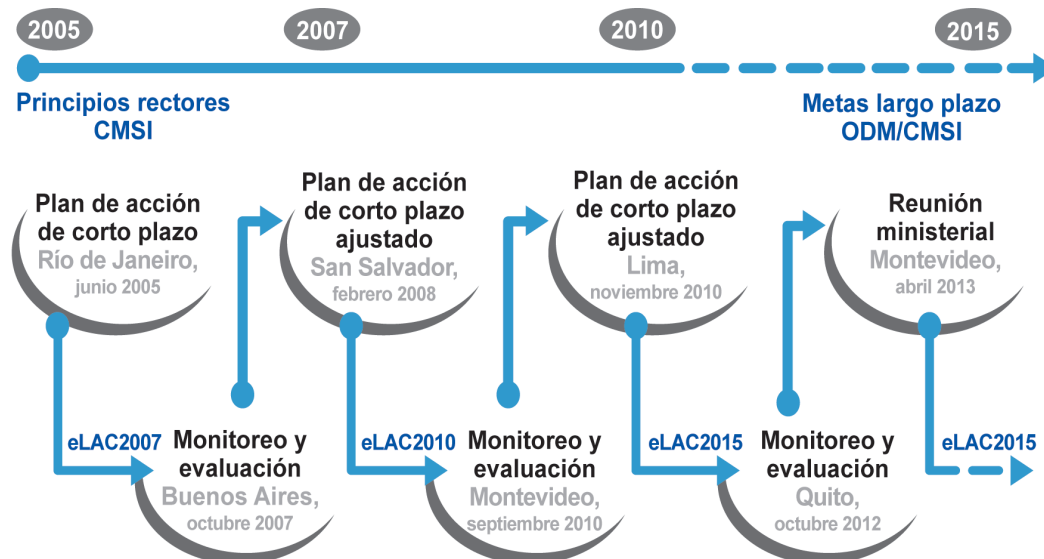 2005
2007
2010
2015
Principios rectores
CMSI
Metas largo plazo
ODM/CMSI
Plan de acción
de corto plazo
Río de Janeiro,
junio 2005
Plan de acción
de corto plazo
ajustado
San Salvador,
febrero 2008
Plan de acción
de corto plazo
ajustado
Lima,
noviembre 2010
Reunión
ministerial
Montevideo,
abril 2013
eLAC2007
Monitoreo y
evaluación
Buenos Aires,
octubre 2007
eLAC2010
Monitoreo y
evaluación
Montevideo,
septiembre 2010
eLAC2015
Monitoreo y
evaluación
Quito,
octubre 2012
eLAC2015